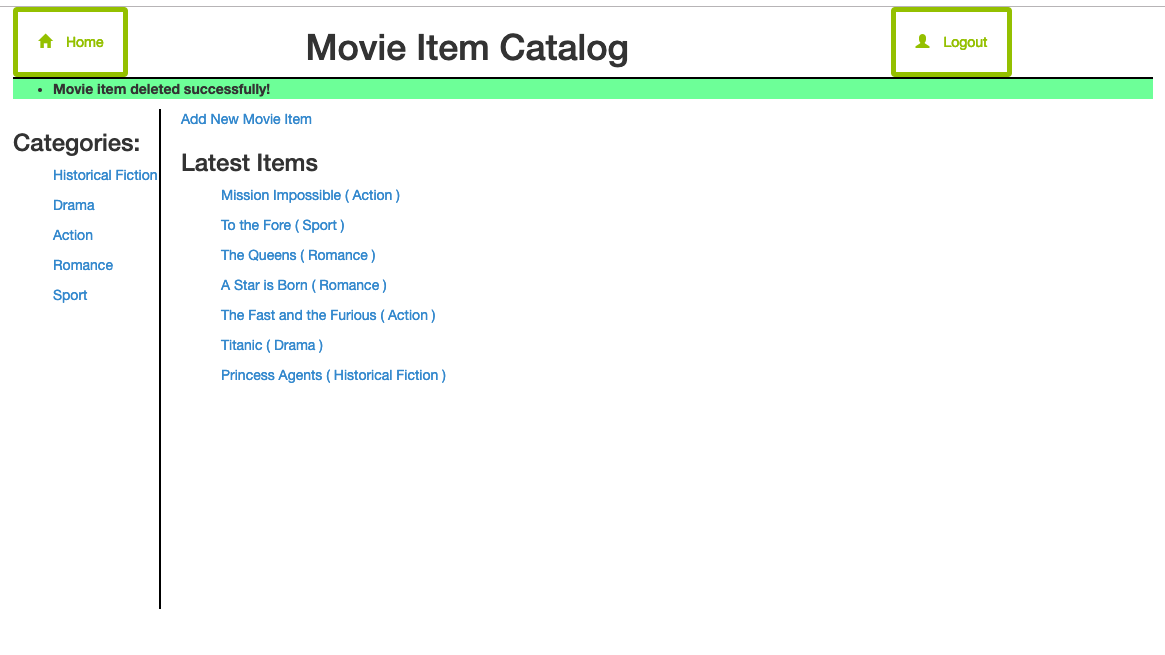 Home
Movie Item Catalog
Logout
• Movie item deleted successfully!
Categories:
Historical Fiction
Drama
Action
Romance
Sport
Add New Movie Item
Latest Items
Mission Impossible ( Action )
To the Fore ( Sport )
The Queens ( Romance )
A Star is Born ( Romance )
The Fast and the Furious ( Action )
Titanic ( Drama )
Princess Agents ( Historical Fiction )